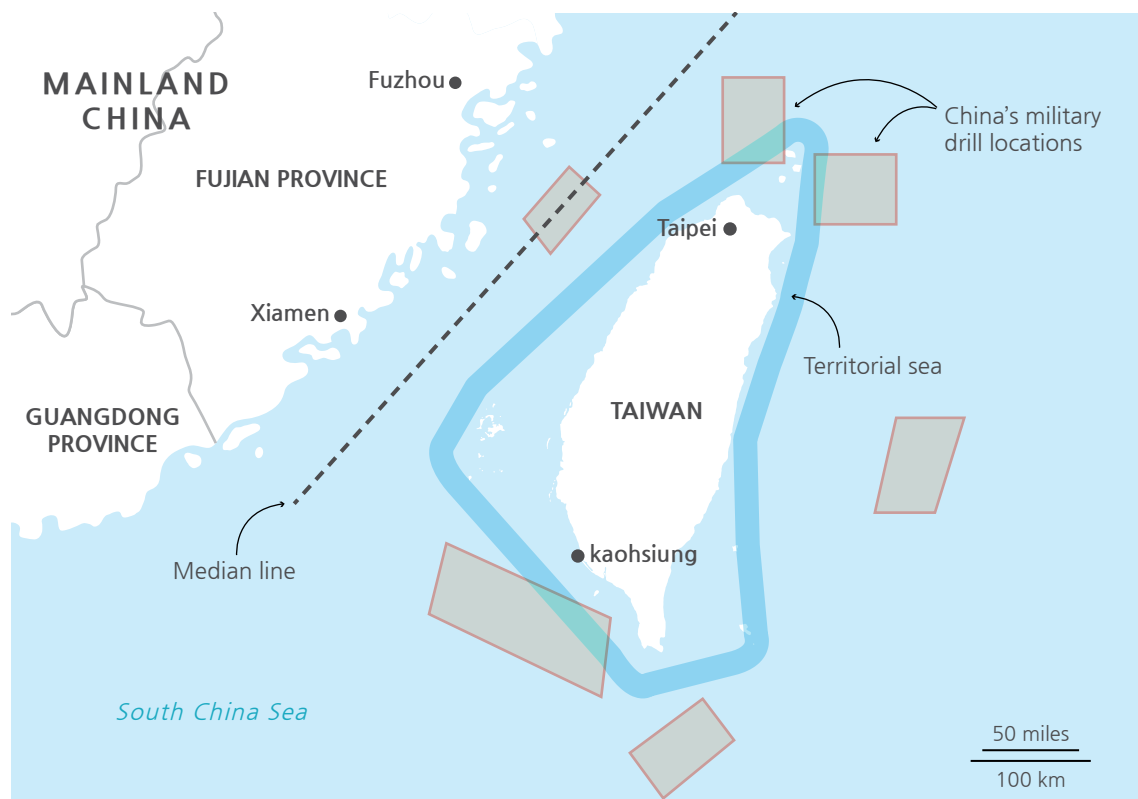 MAINLAND
CHINA
Fuzhou
China’s military
drill locations
FUJIAN PROVINCE
Taipei
Xiamen
Territorial sea
GUANGDONG
PROVINCE
TAIWAN
kaohsiung
Median line
South China Sea
50 miles
100 km